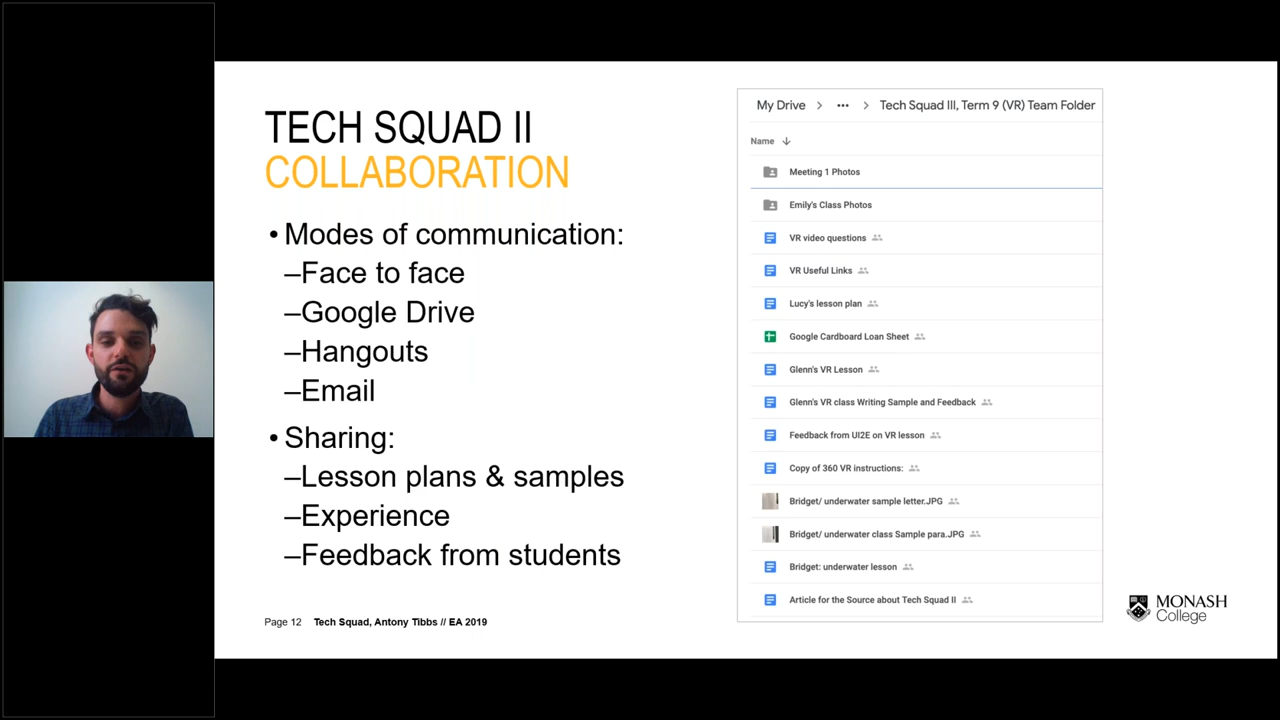 TECH SQUAD II
COLLABORATION
• Modes of communication:
–Face to face
–Google Drive
–Hangouts
–Email
• Sharing:
–Lesson plans & samples
–Experience
–Feedback from students
Page 12 Tech Squad, Antony Tibbs // EA 2019
My Drive > ••• > Tech Squad III, Term 9 (VR) Team Folder
Name ↓
Meeting 1 Photos
Emily's Class Photos
VR video questions
VR Useful Links
Lucy's lesson plan
Google Cardboard Loan Sheet
Glenn's VR Lesson
Glenn's VR class Writing Sample and Feedback
Feedback from UI2E on VR lesson
Copy of 360 VR instructions:
Bridget/ underwater sample letter.JPG
Bridget/ underwater class Sample para.JPG
Bridget: underwater lesson
Article for the Source about Tech Squad II
MONASH
College